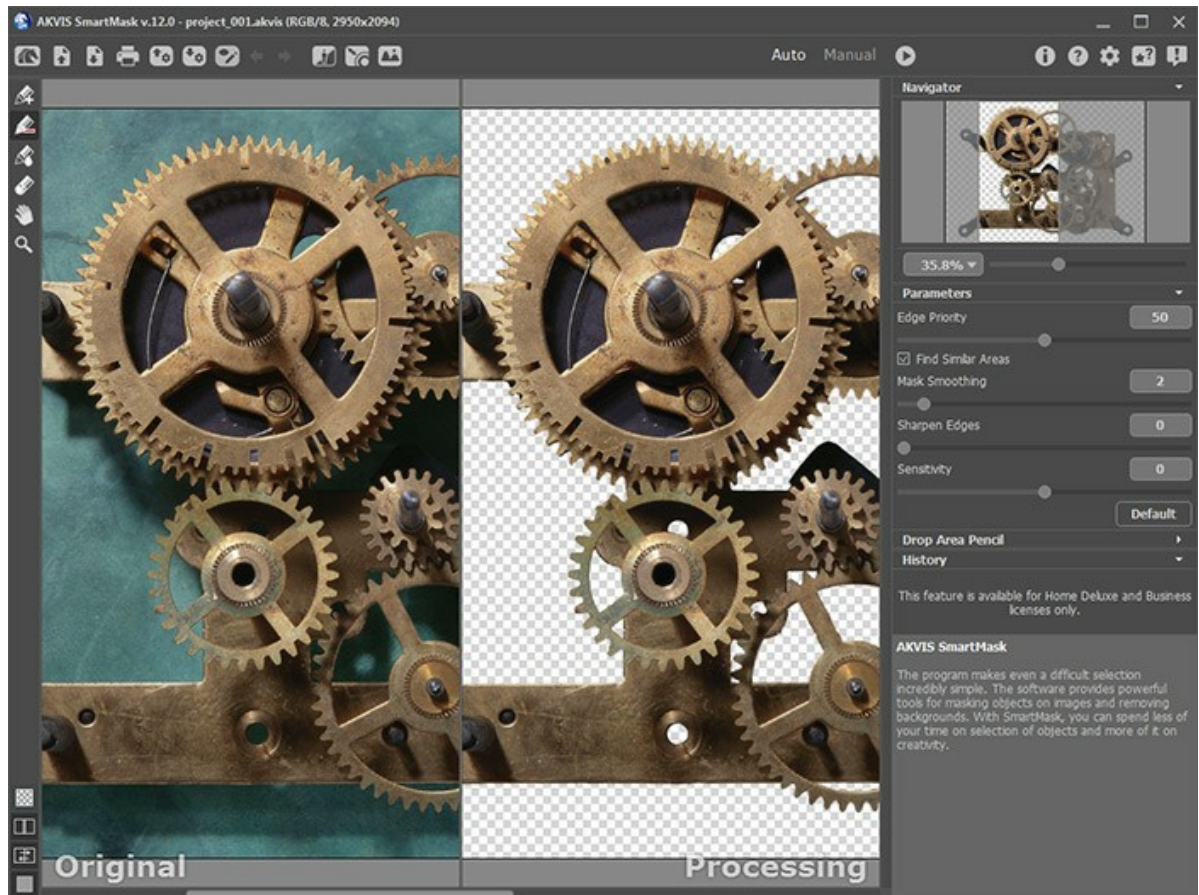 AKVIS SmartMask v.12.0 - project_001.akvis (RGB/8, 2950x2094)
Auto Manual
Navigator
35.8%
Parameters
Edge Priority 50
Find Similar Areas
Mask Smoothing 2
Sharpen Edges 0
Sensitivity 0
Default
Drop Area Pencil
History
This feature is available for Home Deluxe and Business
licenses only.
AKVIS SmartMask
The program makes even a difficult selection
incredibly simple. The software provides powerful
tools for masking objects on images and removing
backgrounds. With SmartMask, you can spend less of
your time on selection of objects and more of it on
creativity.
Original Processing